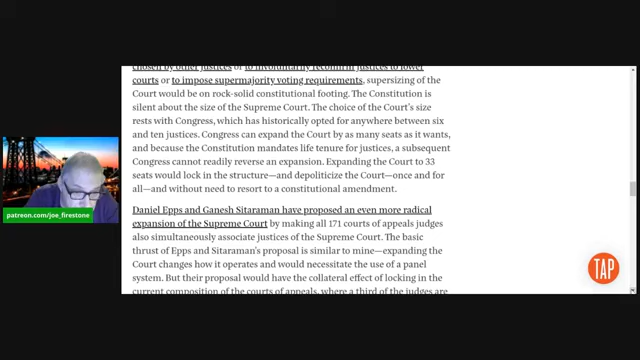 chosen by other justices or to involuntarily reconfirm justices to lower
courts or to impose supermajority voting requirements, supersizing of the
Court would be on rock-solid constitutional footing. The Constitution is
silent about the size of the Supreme Court. The choice of the Court's size
rests with Congress, which has historically opted for anywhere between six
and ten justices. Congress can expand the Court by as many seats as it wants,
and because the Constitution mandates life tenure for justices, a subsequent
Congress cannot readily reverse an expansion. Expanding the Court to 33
seats would lock in the structure—and depoliticize the Court—once and for
all—and without need to resort to a constitutional amendment.
Daniel Epps and Ganesh Sitaraman have proposed an even more radical
expansion of the Supreme Court by making all 171 courts of appeals judges
also simultaneously associate justices of the Supreme Court. The basic
thrust of Epps and Sitaraman's proposal is similar to mine—expanding the
Court changes how it operates and would necessitate the use of a panel
system. But their proposal would have the collateral effect of locking in the
current composition of the courts of appeals, where a third of the judges are
patreon.com/joe_firestone
TAP